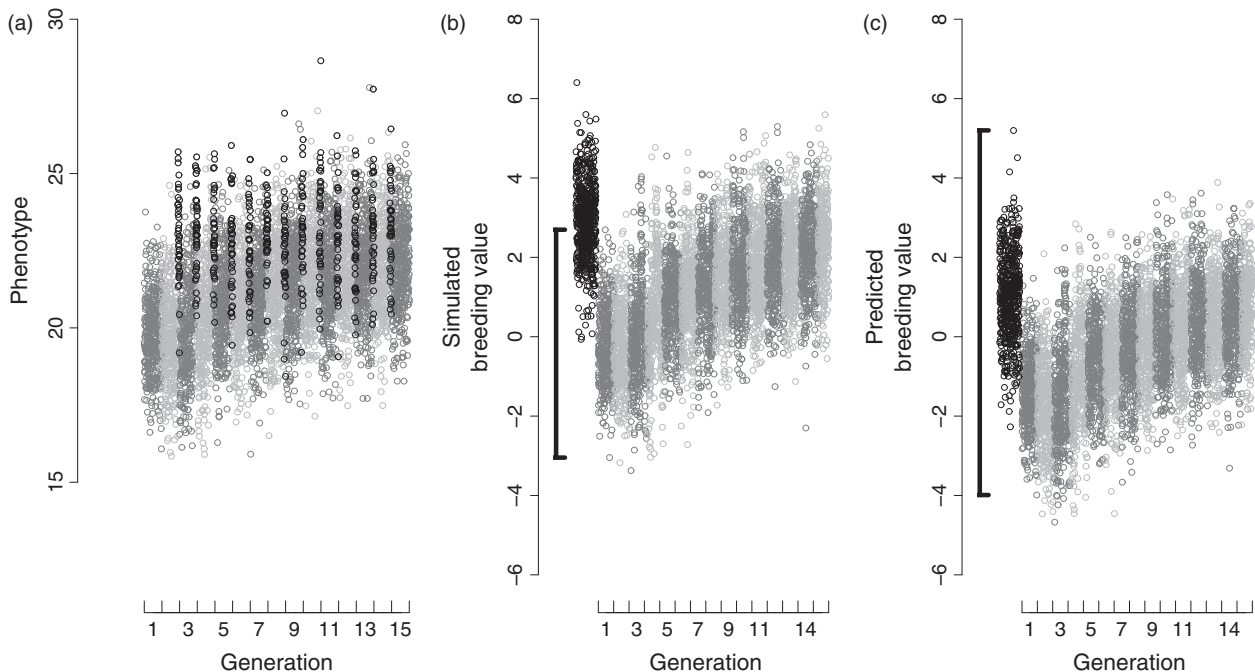 (a)
Phenotype
30
25
20
15
1 3 5 7 9 11 13 15
Generation
(b)
Simulated
breeding value
8
6
4
2
0
−2
−4
−6
1 3 5 7 9 11 14
Generation
(c)
Predicted
breeding value
8
6
4
2
0
−2
−4
−6
1 3 5 7 9 11 14
Generation